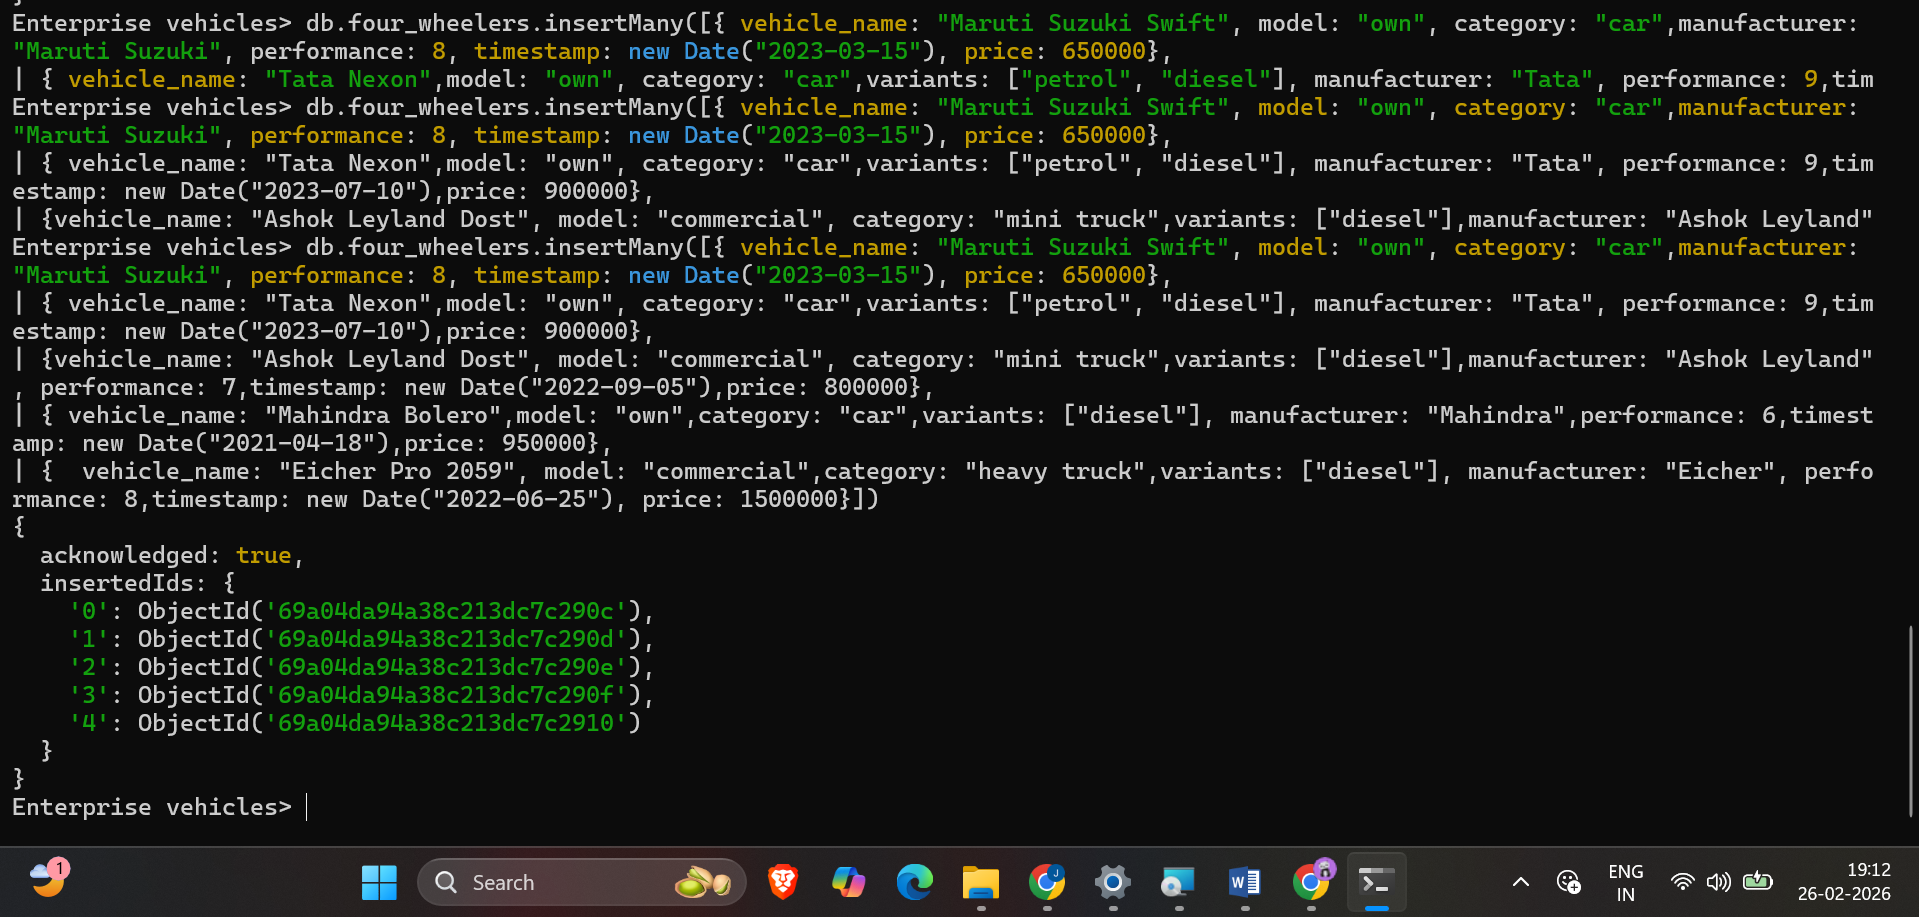 }
Enterprise vehicles> db.four_wheelers.insertMany([{ vehicle_name: "Maruti Suzuki Swift", model: "own", category: "car",manufacturer:
"Maruti Suzuki", performance: 8, timestamp: new Date("2023-03-15"), price: 650000},
| { vehicle_name: "Tata Nexon",model: "own", category: "car",variants: ["petrol", "diesel"], manufacturer: "Tata", performance: 9,tim
Enterprise vehicles> db.four_wheelers.insertMany([{ vehicle_name: "Maruti Suzuki Swift", model: "own", category: "car",manufacturer:
"Maruti Suzuki", performance: 8, timestamp: new Date("2023-03-15"), price: 650000},
| { vehicle_name: "Tata Nexon",model: "own", category: "car",variants: ["petrol", "diesel"], manufacturer: "Tata", performance: 9,tim
estamp: new Date("2023-07-10"),price: 900000},
| {vehicle_name: "Ashok Leyland Dost", model: "commercial", category: "mini truck",variants: ["diesel"],manufacturer: "Ashok Leyland"
Enterprise vehicles> db.four_wheelers.insertMany([{ vehicle_name: "Maruti Suzuki Swift", model: "own", category: "car",manufacturer:
"Maruti Suzuki", performance: 8, timestamp: new Date("2023-03-15"), price: 650000},
| { vehicle_name: "Tata Nexon",model: "own", category: "car",variants: ["petrol", "diesel"], manufacturer: "Tata", performance: 9,tim
estamp: new Date("2023-07-10"),price: 900000},
| {vehicle_name: "Ashok Leyland Dost", model: "commercial", category: "mini truck",variants: ["diesel"],manufacturer: "Ashok Leyland"
, performance: 7,timestamp: new Date("2022-09-05"),price: 800000},
| { vehicle_name: "Mahindra Bolero",model: "own",category: "car",variants: ["diesel"], manufacturer: "Mahindra",performance: 6,timest
amp: new Date("2021-04-18"),price: 950000},
| {  vehicle_name: "Eicher Pro 2059", model: "commercial",category: "heavy truck",variants: ["diesel"], manufacturer: "Eicher", perfo
rmance: 8,timestamp: new Date("2022-06-25"), price: 1500000}])
{
  acknowledged: true,
  insertedIds: {
    '0': ObjectId('69a04da94a38c213dc7c290c'),
    '1': ObjectId('69a04da94a38c213dc7c290d'),
    '2': ObjectId('69a04da94a38c213dc7c290e'),
    '3': ObjectId('69a04da94a38c213dc7c290f'),
    '4': ObjectId('69a04da94a38c213dc7c2910')
  }
}
Enterprise vehicles>
1
Search
J
W
ENG
IN
19:12
26-02-2026